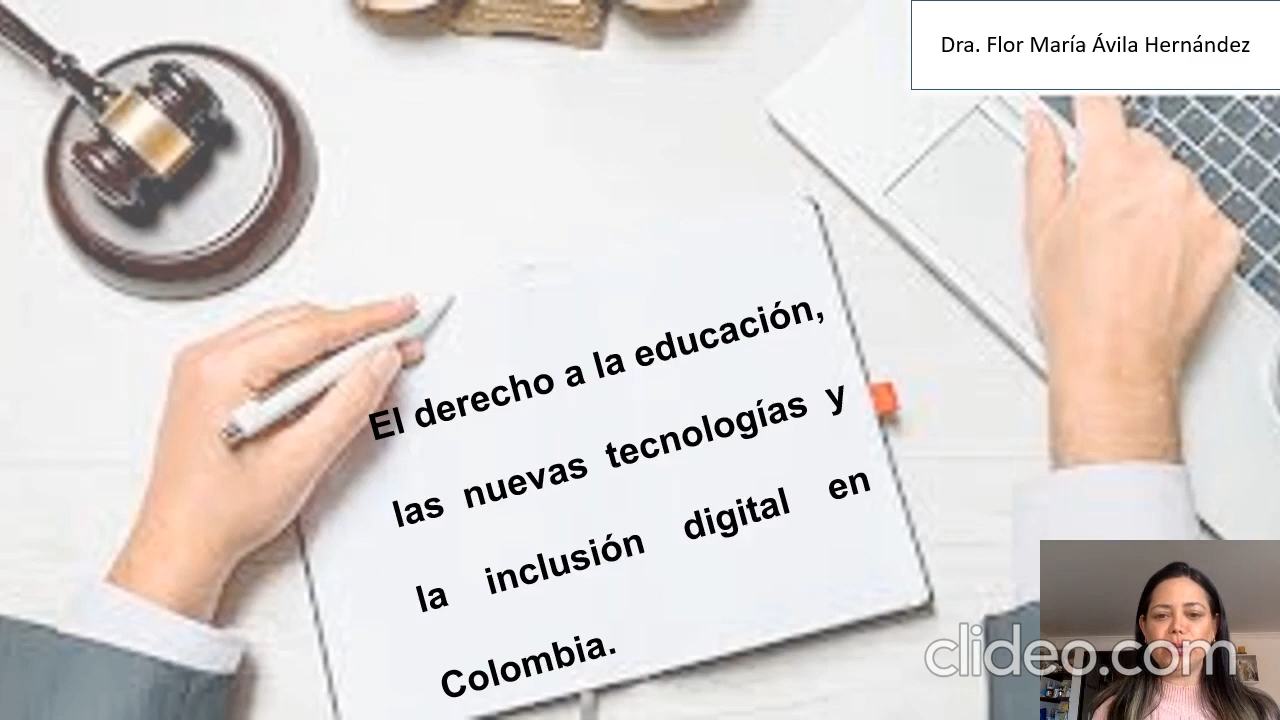 Dra. Flor María Ávila Hernández
El derecho a la educación,
las nuevas tecnologías y
la inclusión digital en
Colombia.
clideo.com